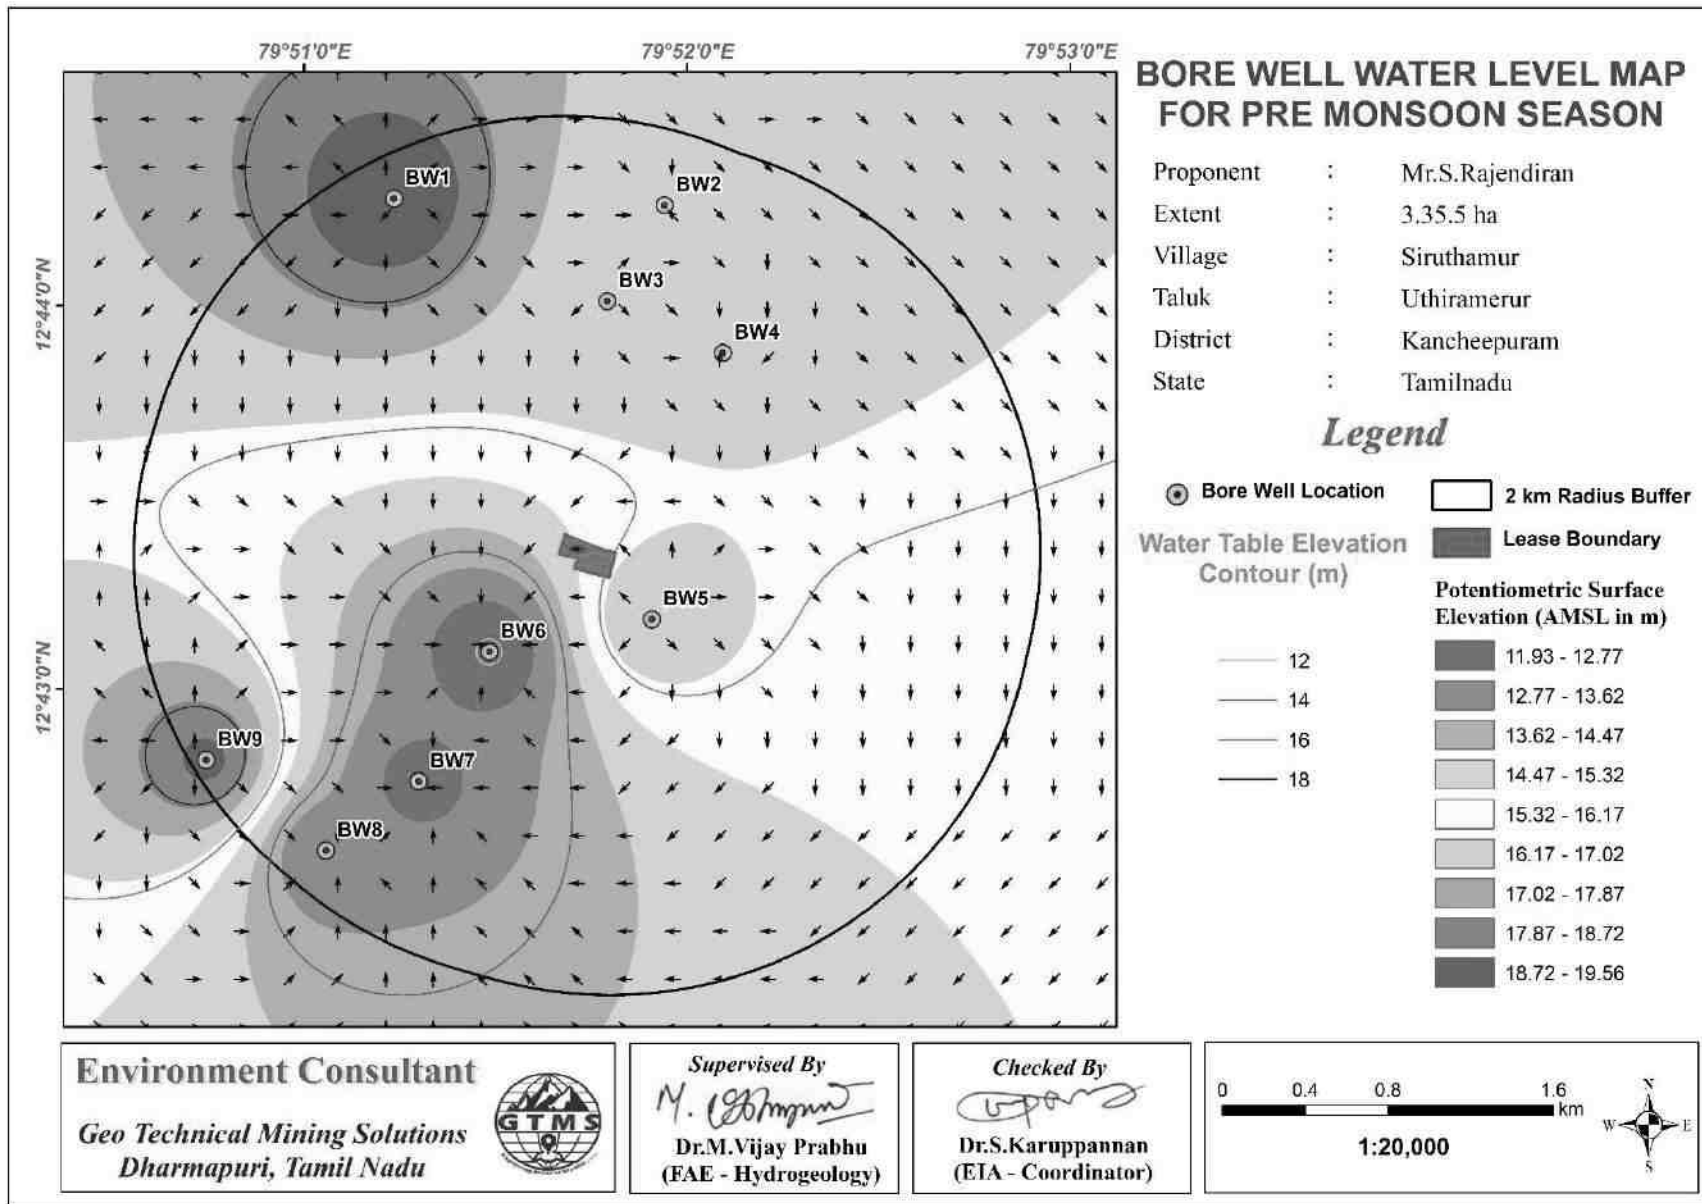 79°51'0"E
79°52'0"E
79°53'0"E
12°44'0"N
12°43'0"N
BW1
BW2
BW3
BW4
BW5
BW6
BW7
BW8
BW9
BORE WELL WATER LEVEL MAP
FOR PRE MONSOON SEASON
Proponent : Mr.S.Rajendiran
Extent : 3.35.5 ha
Village : Siruthamur
Taluk : Uthiramerur
District : Kancheepuram
State : Tamilnadu
Legend
Bore Well Location
2 km Radius Buffer
Lease Boundary
Water Table Elevation
Contour (m)
12
14
16
18
Potentiometric Surface
Elevation (AMSL in m)
11.93 - 12.77
12.77 - 13.62
13.62 - 14.47
14.47 - 15.32
15.32 - 16.17
16.17 - 17.02
17.02 - 17.87
17.87 - 18.72
18.72 - 19.56
Environment Consultant
Geo Technical Mining Solutions
Dharmapuri, Tamil Nadu
GTMS
Supervised By
Dr.M.Vijay Prabhu
(FAE - Hydrogeology)
Checked By
Dr.S.Karuppannan
(EIA - Coordinator)
0 0.4 0.8 1.6
km
1:20,000
N
W E
S